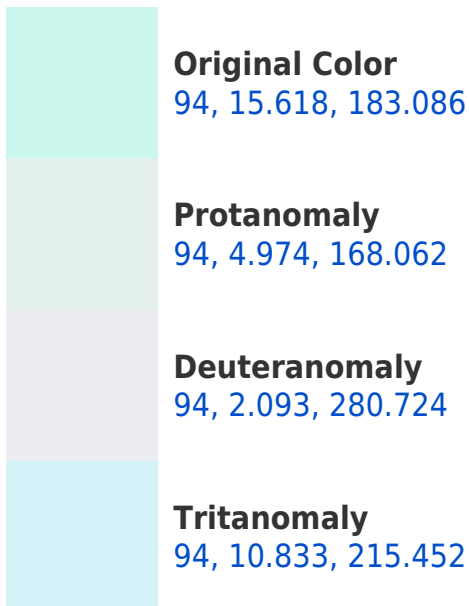 Original Color
94, 15.618, 183.086
Protanomaly
94, 4.974, 168.062
Deuteranomaly
94, 2.093, 280.724
Tritanomaly
94, 10.833, 215.452